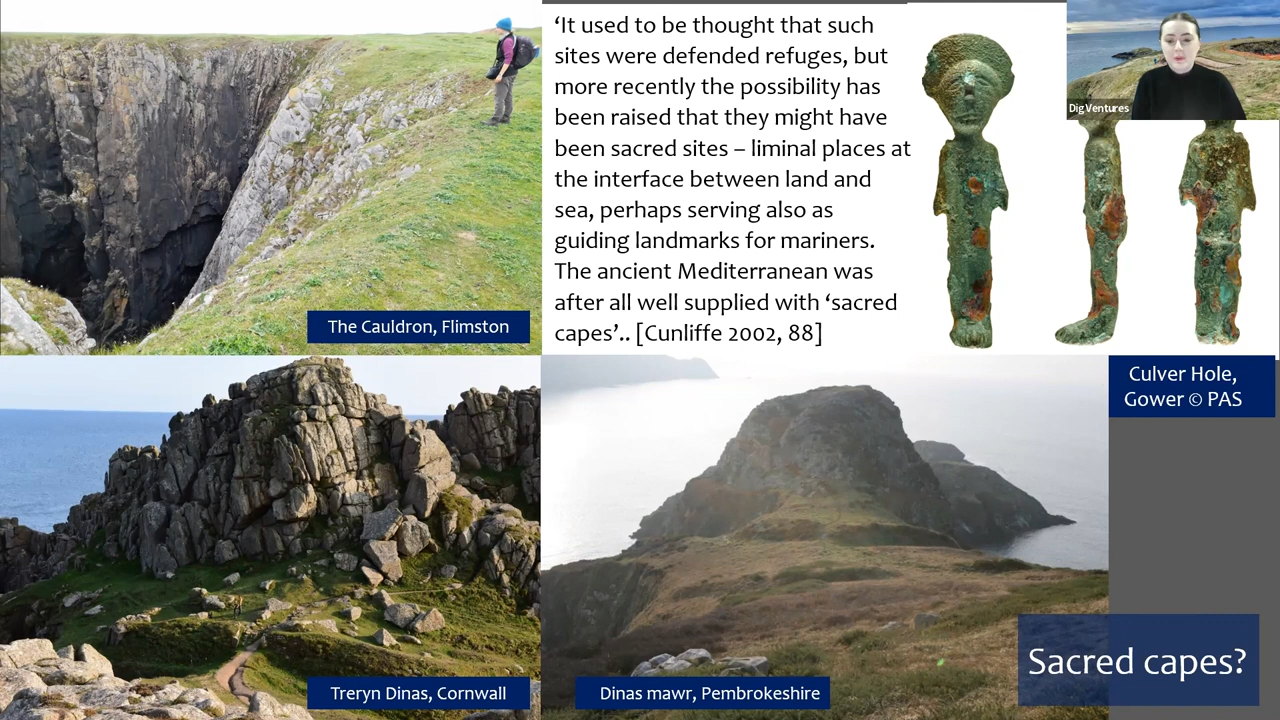 ‘It used to be thought that such
sites were defended refuges, but
more recently the possibility has
been raised that they might have
been sacred sites – liminal places at
the interface between land and
sea, perhaps serving also as
guiding landmarks for mariners.
The ancient Mediterranean was
after all well supplied with ‘sacred
capes’.. [Cunliffe 2002, 88]
DigVentures
The Cauldron, Flimston
Culver Hole,
Gower © PAS
Treryn Dinas, Cornwall
Dinas mawr, Pembrokeshire
Sacred capes?